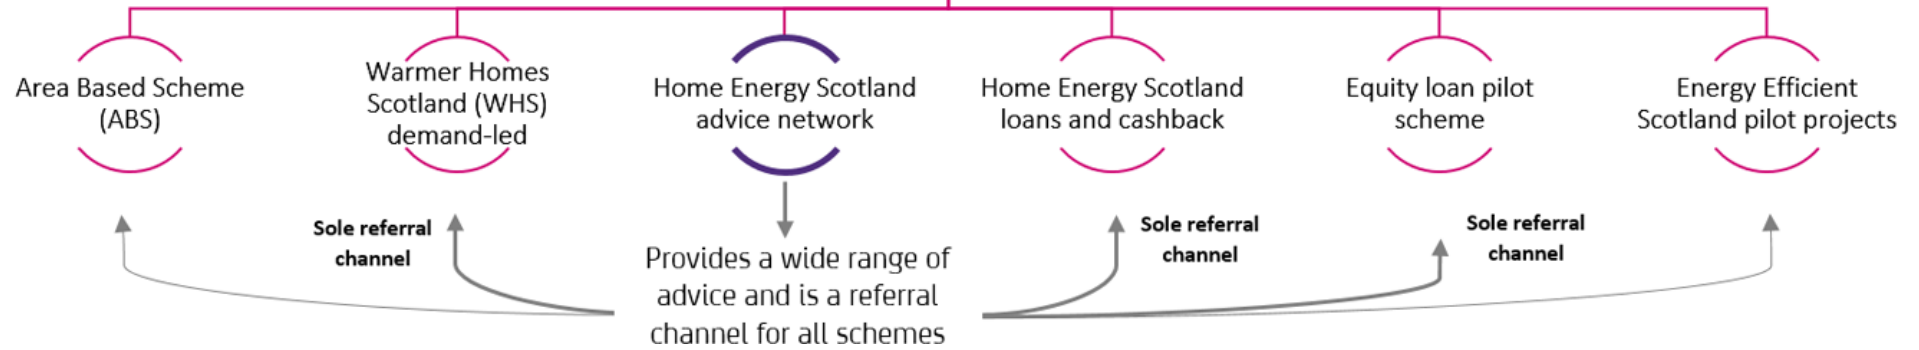 Area Based Scheme
(ABS)
Warmer Homes
Scotland (WHS)
demand-led
Home Energy Scotland
advice network
Home Energy Scotland
loans and cashback
Equity loan pilot
scheme
Energy Efficient
Scotland pilot projects
Sole referral
channel
Provides a wide range of
advice and is a referral
channel for all schemes
Sole referral
channel
Sole referral
channel